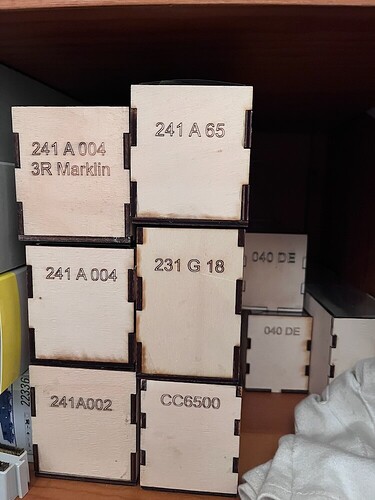 241 A 004
3R Marklin
241 A 65
241 A 004
231 G 18
040 DE
040 DE
241A002
CC6500